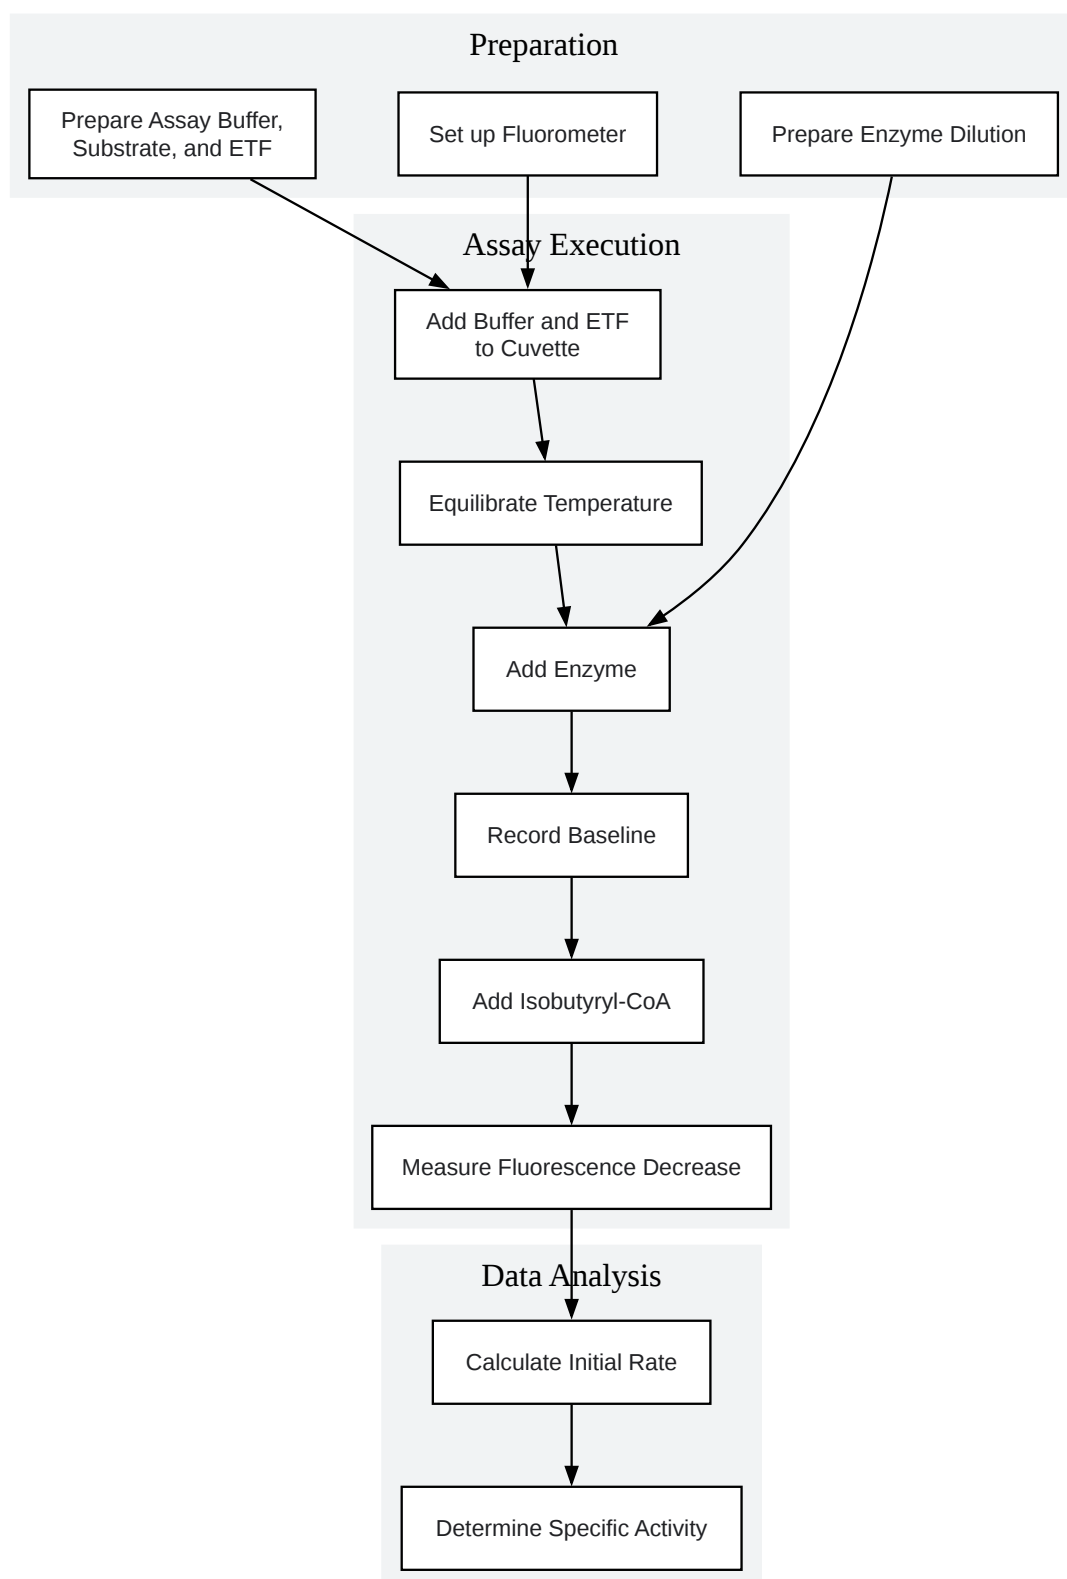 Preparation
Prepare Assay Buffer,
Substrate, and ETF
Set up Fluorometer
Prepare Enzyme Dilution
Assay Execution
Add Buffer and ETF
to Cuvette
Equilibrate Temperature
Add Enzyme
Record Baseline
Add Isobutyryl-CoA
Measure Fluorescence Decrease
Data Analysis
Calculate Initial Rate
Determine Specific Activity